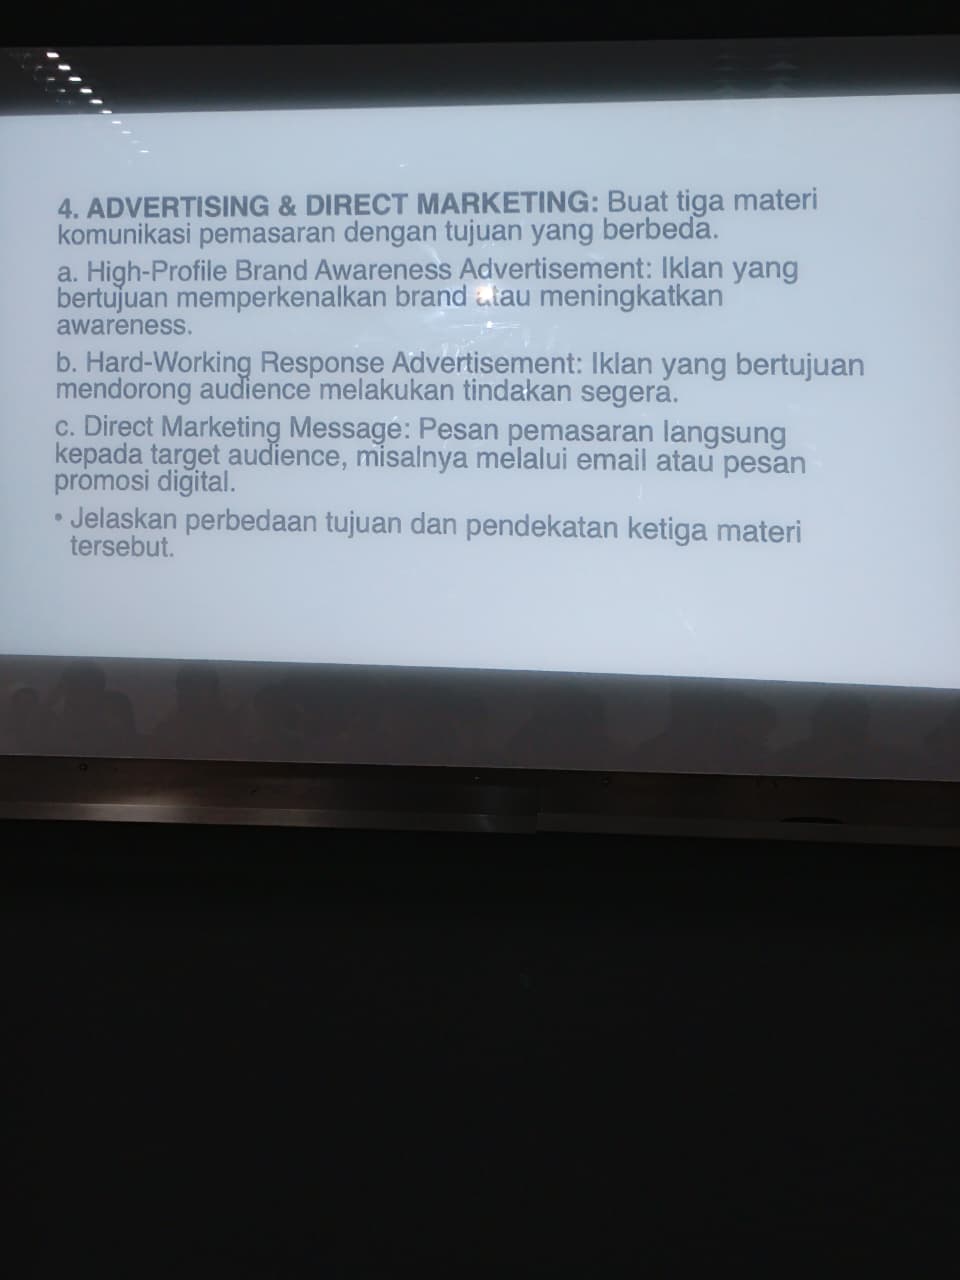 4. ADVERTISING & DIRECT MARKETING: Buat tiga materi
komunikasi pemasaran dengan tujuan yang berbeda.
a. High-Profile Brand Awareness Advertisement: Iklan yang
bertujuan memperkenalkan brand atau meningkatkan
awareness.
b. Hard-Working Response Advertisement: Iklan yang bertujuan
mendorong audience melakukan tindakan segera.
c. Direct Marketing Message: Pesan pemasaran langsung
kepada target audience, misalnya melalui email atau pesan
promosi digital.
• Jelaskan perbedaan tujuan dan pendekatan ketiga materi
tersebut.